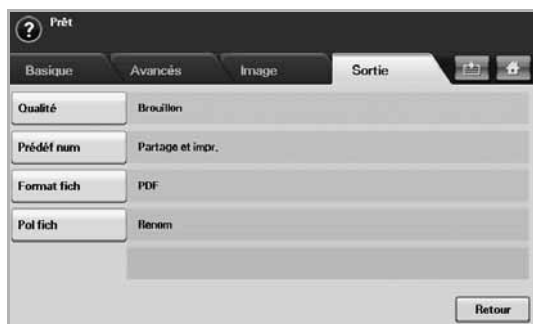 Prêt
Basique Avancés Image Sortie
Qualité Brouillon
Prédéf num Partage et impr.
Format fich PDF
Pol fich Renom
Retour